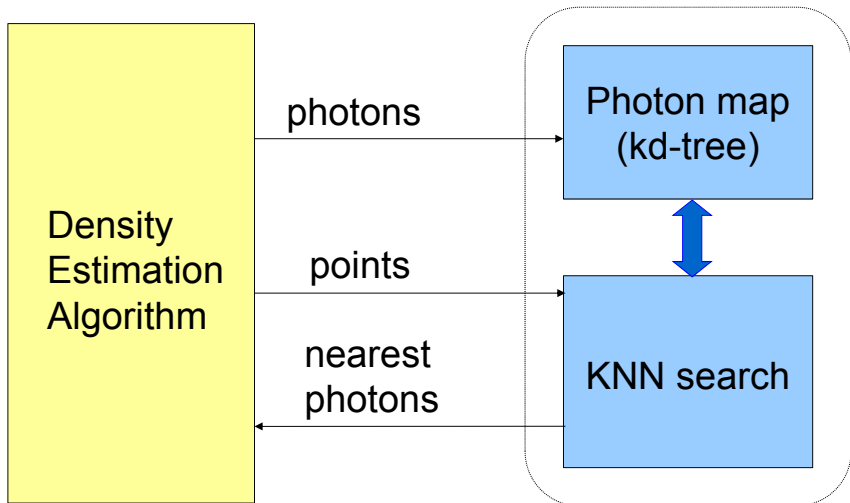 Density
Estimation
Algorithm
photons
points
nearest
photons
Photon map
(kd-tree)
KNN search